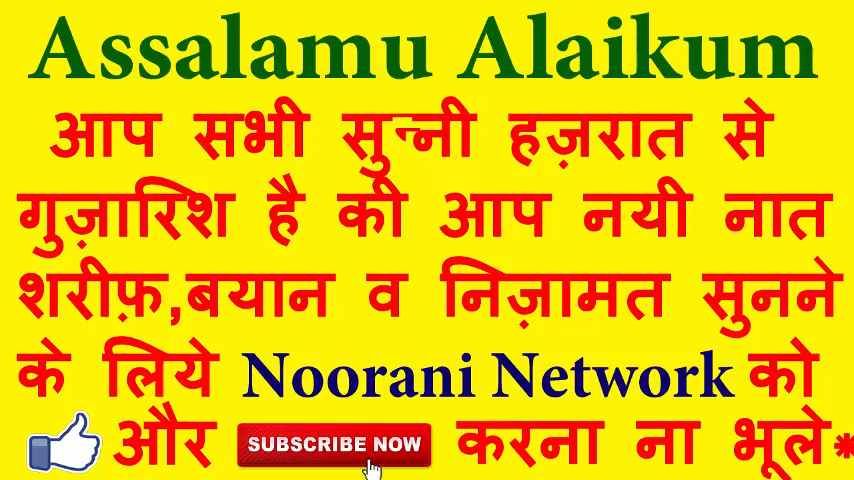 Assalamu Alaikum
आप सभी सुन्नी हज़रात से
गुज़ारिश है की आप नयी नात
शरीफ़,बयान व निज़ामत सुनने
के लिये Noorani Network को
और SUBSCRIBE NOW करना ना भूले*